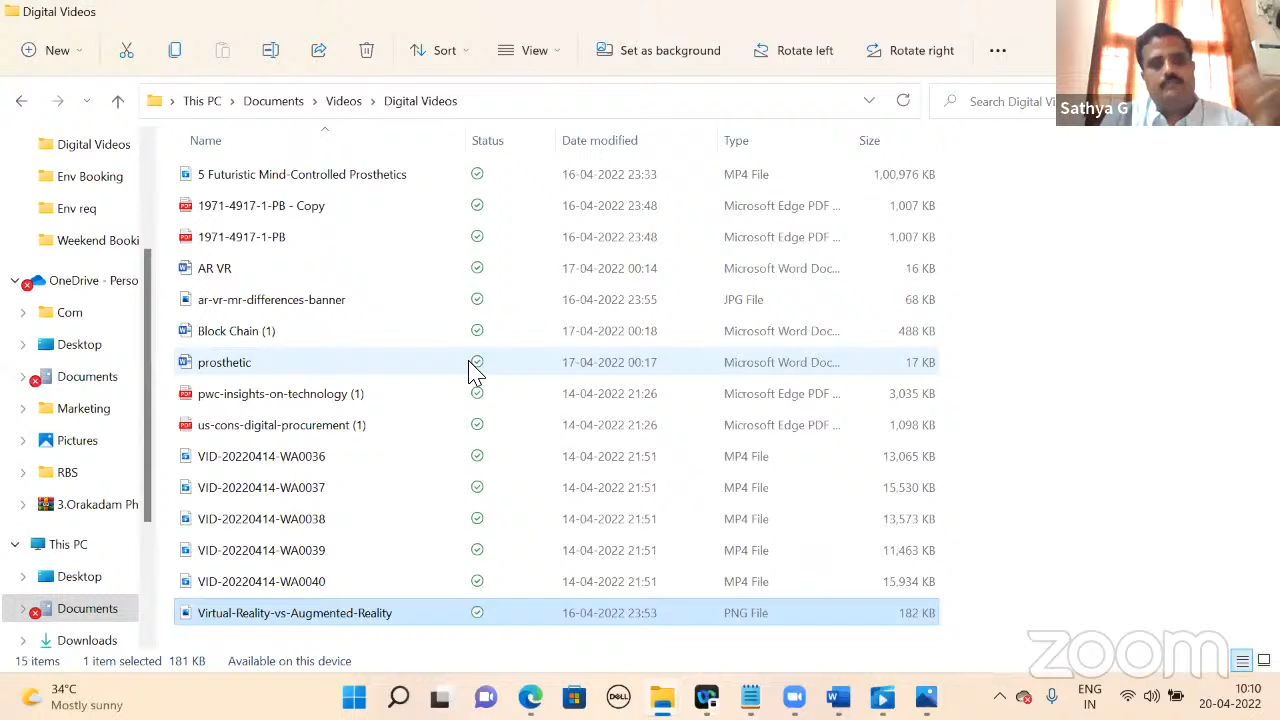 Digital Videos
New
Sort
View
Set as background
Rotate left
Rotate right
This PC
Documents
Videos
Digital Videos
Search Digital Vi
Sathya G
Name Status Date modified Type Size
5 Futuristic Mind-Controlled Prosthetics 16-04-2022 23:33 MP4 File 1,00,976 KB
1971-4917-1-PB - Copy 16-04-2022 23:48 Microsoft Edge PDF ... 1,007 KB
1971-4917-1-PB 16-04-2022 23:48 Microsoft Edge PDF ... 1,007 KB
AR VR 17-04-2022 00:14 Microsoft Word Doc... 16 KB
ar-vr-mr-differences-banner 16-04-2022 23:55 JPG File 68 KB
Block Chain (1) 17-04-2022 00:18 Microsoft Word Doc... 488 KB
prosthetic 17-04-2022 00:17 Microsoft Word Doc... 17 KB
pwc-insights-on-technology (1) 14-04-2022 21:26 Microsoft Edge PDF ... 3,035 KB
us-cons-digital-procurement (1) 14-04-2022 21:26 Microsoft Edge PDF ... 1,098 KB
VID-20220414-WA0036 14-04-2022 21:51 MP4 File 13,065 KB
VID-20220414-WA0037 14-04-2022 21:51 MP4 File 15,530 KB
VID-20220414-WA0038 14-04-2022 21:51 MP4 File 13,573 KB
VID-20220414-WA0039 14-04-2022 21:51 MP4 File 11,463 KB
VID-20220414-WA0040 14-04-2022 21:51 MP4 File 15,934 KB
Virtual-Reality-vs-Augmented-Reality 16-04-2022 23:53 PNG File 182 KB
Digital Videos
Env Booking
Env req
Weekend Booki
OneDrive - Perso
Com
Desktop
Documents
Marketing
Pictures
RBS
3.Orakadam Ph
This PC
Desktop
Documents
Downloads
15 items 1 item selected 181 KB Available on this device
zoom
34°C
Mostly sunny
DELL
ENG
IN
10:10
20-04-2022